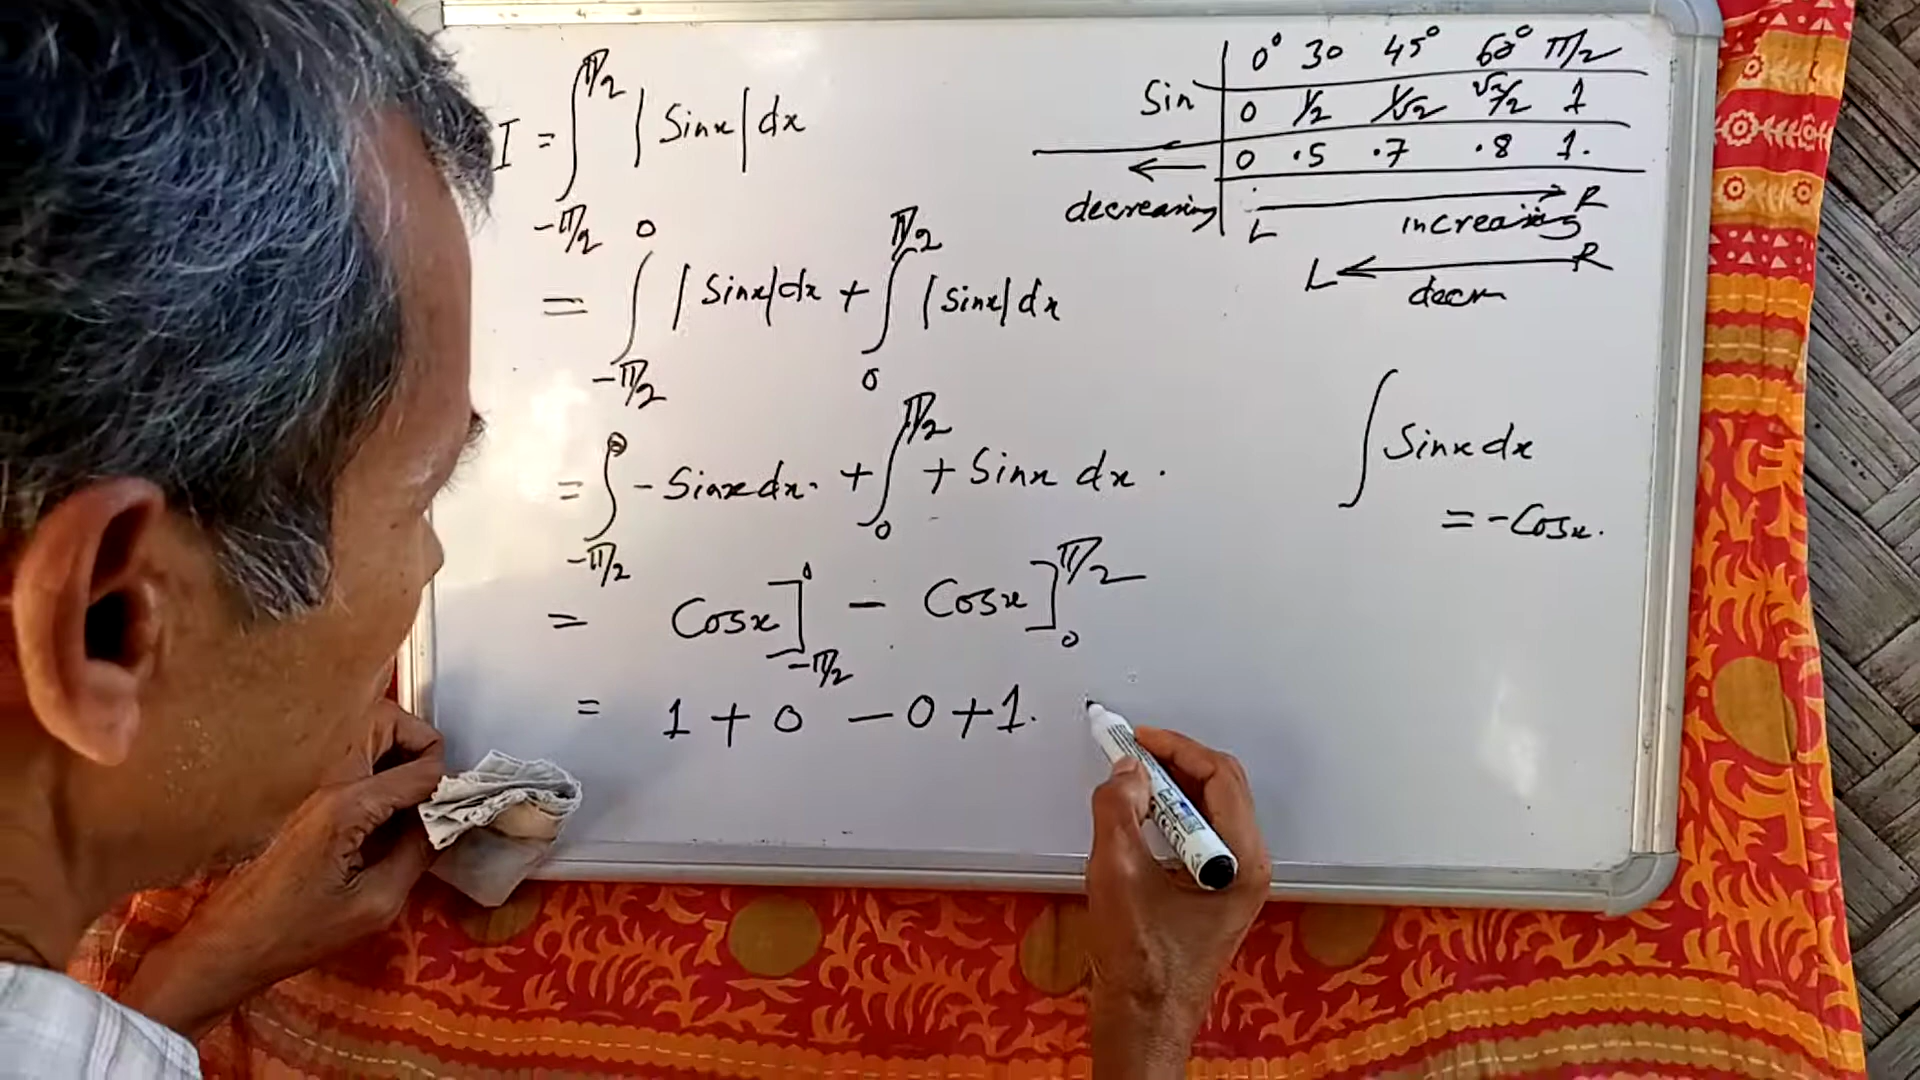 I = ∫_{-π/2}^{π/2} |Sinx| dx
= ∫_{-π/2}^{0} |Sinx| dx + ∫_{0}^{π/2} |Sinx| dx
= ∫_{-π/2}^{0} - Sinx dx. + ∫_{0}^{π/2} + Sinx dx.
= Cosx]_{-π/2}^{0} - Cosx]_{0}^{π/2}
= 1 + 0 - 0 + 1.
0° 30 45° 60° π/2
Sin 0 1/2 1/√2 √3/2 1
0 .5 .7 .8 1.
← decreasing
L → R
increasing
L ← R
decrn
∫ Sinx dx
= -Cosx.